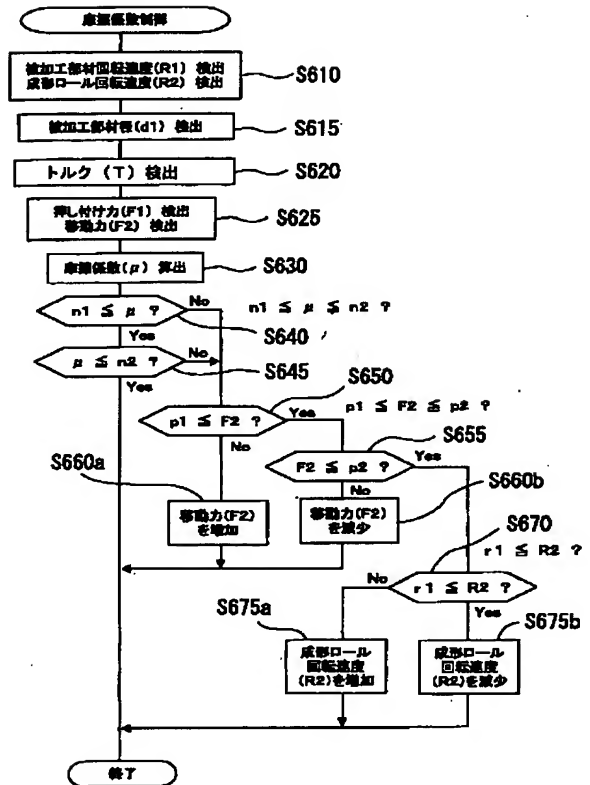 摩擦係数制御
被加工部材回転速度(R1) 検出
成形ロール回転速度(R2) 検出
S610
被加工部材径(d1) 検出
S615
トルク (T) 検出
S620
押し付け力(F1) 検出
移動力(F2) 検出
S625
摩擦係数(μ) 算出
S630
n1 ≦ μ ?
No
n1 ≦ μ ≦ n2 ?
S640
Yes
μ ≦ n2 ?
No
S645
Yes
S650
p1 ≦ F2 ?
Yes
p1 ≦ F2 ≦ p2 ?
No
S655
S660a
F2 ≦ p2 ?
Yes
No
S660b
移動力(F2)
を増加
移動力(F2)
を減少
S670
r1 ≦ R2 ?
No
r1 ≦ R2 ?
S675a
Yes
S675b
成形ロール
回転速度
(R2)を増加
成形ロール
回転速度
(R2)を減少
終了